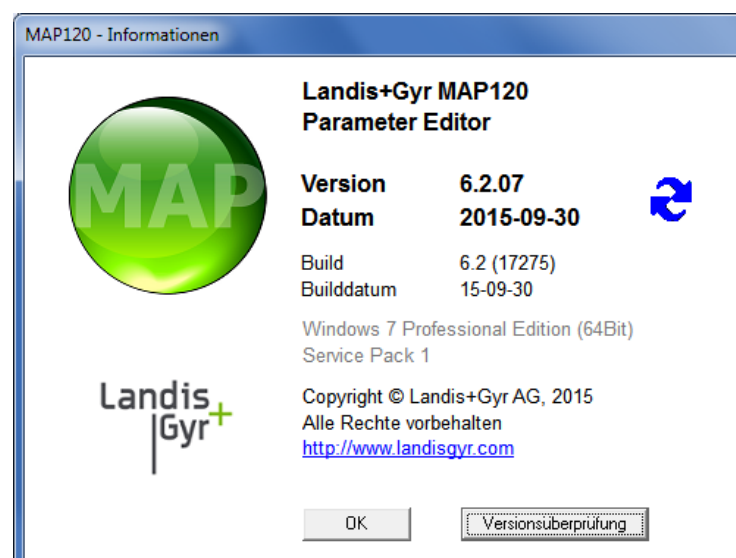 MAP120 - Informationen
MAP
Landis+Gyr MAP120
Parameter Editor
Version 6.2.07
Datum 2015-09-30
Build 6.2 (17275)
Builddatum 15-09-30
Windows 7 Professional Edition (64Bit)
Service Pack 1
Landis+
Gyr
Copyright © Landis+Gyr AG, 2015
Alle Rechte vorbehalten
http://www.landisgyr.com
OK Versionsüberprüfung